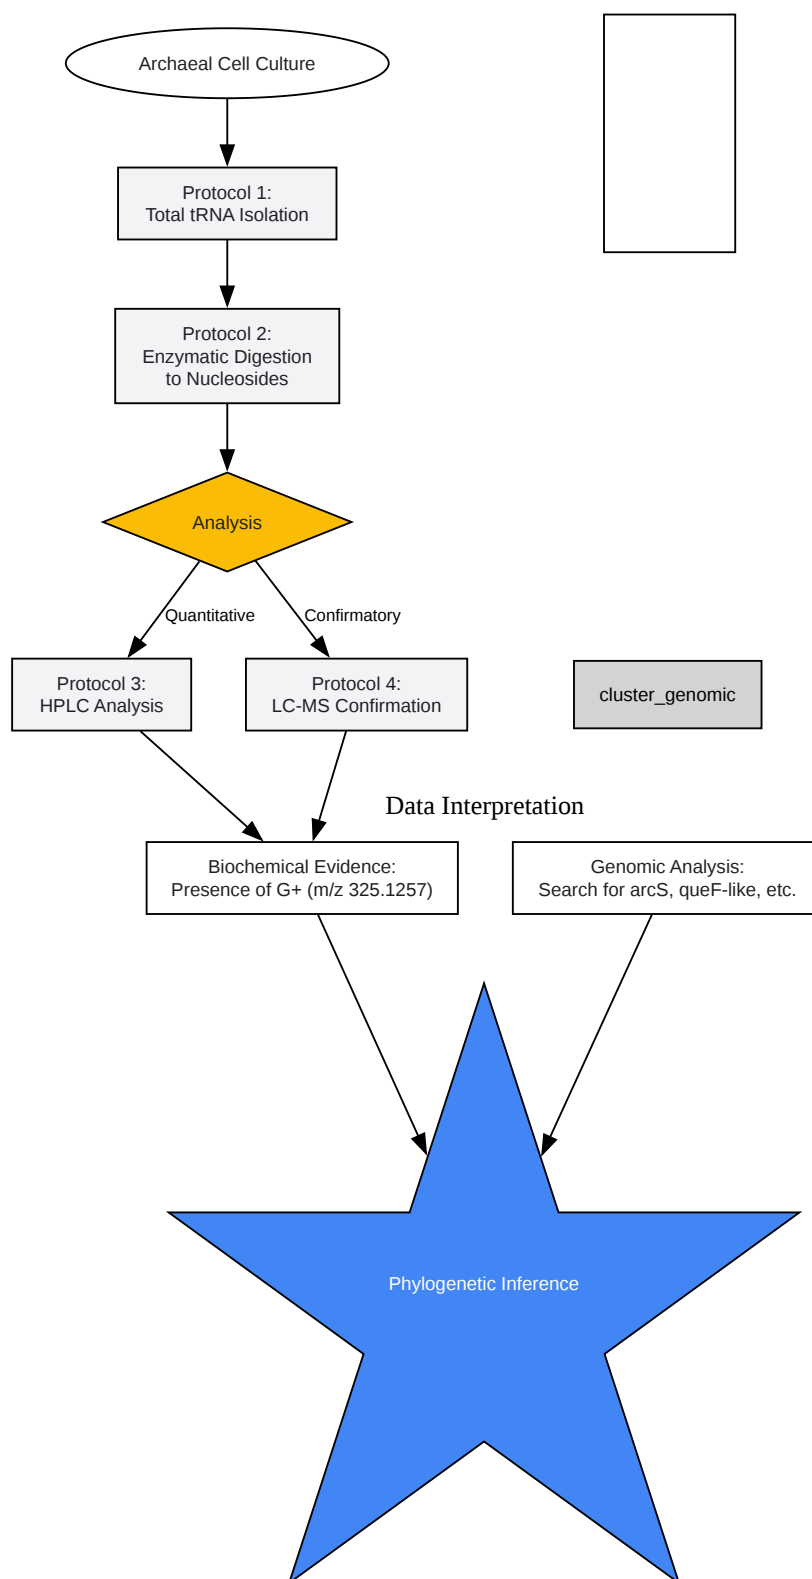 Archaeal Cell Culture
Protocol 1:
Total tRNA Isolation
Protocol 2:
Enzymatic Digestion
to Nucleosides
Analysis
Quantitative
Confirmatory
Protocol 3:
HPLC Analysis
Protocol 4:
LC-MS Confirmation
cluster_genomic
Data Interpretation
Biochemical Evidence:
Presence of G+ (m/z 325.1257)
Genomic Analysis:
Search for arcS, queF-like, etc.
Phylogenetic Inference